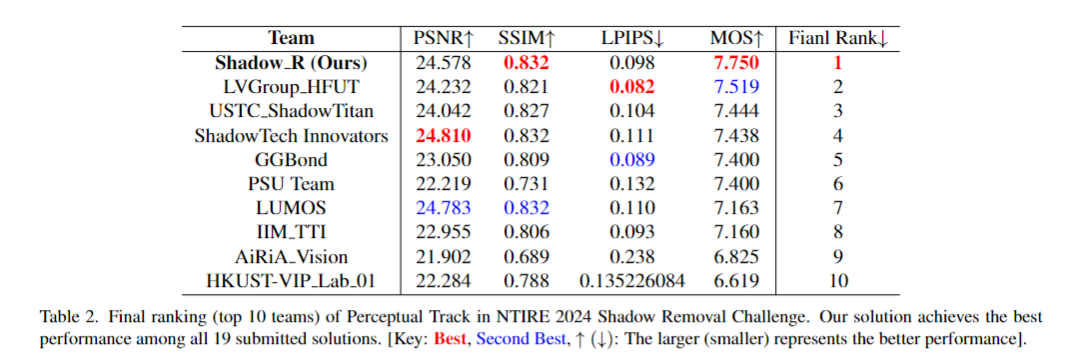 Team PSNR↑ SSIM↑ LPIPS↓ MOS↑ Fianl Rank↓
Shadow_R (Ours) 24.578 0.832 0.098 7.750 1
LVGroup_HFUT 24.232 0.821 0.082 7.519 2
USTC_ShadowTitan 24.042 0.827 0.104 7.444 3
ShadowTech Innovators 24.810 0.832 0.111 7.438 4
GGBond 23.050 0.809 0.089 7.400 5
PSU Team 22.219 0.731 0.132 7.400 6
LUMOS 24.783 0.832 0.110 7.163 7
IIM_TTI 22.955 0.806 0.093 7.160 8
AiRiA_Vision 21.902 0.689 0.238 6.825 9
HKUST-VIP_Lab_01 22.284 0.788 0.135226084 6.619 10
Table 2. Final ranking (top 10 teams) of Perceptual Track in NTIRE 2024 Shadow Removal Challenge. Our solution achieves the best
performance among all 19 submitted solutions. [Key: Best, Second Best, ↑ (↓): The larger (smaller) represents the better performance].